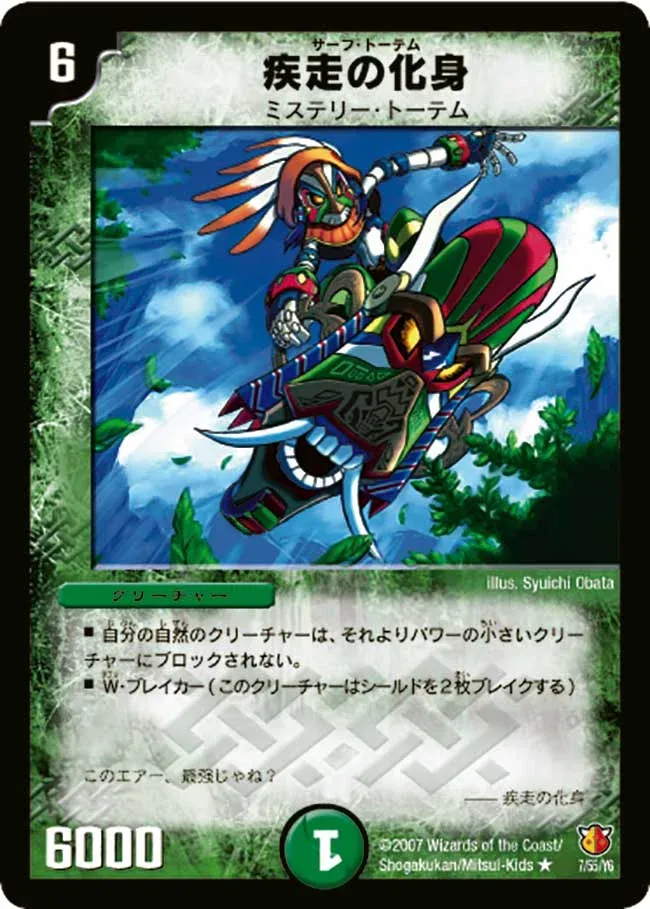 6
サーフ・トーテム
疾走の化身
ミステリー・トーテム
illus. Syuichi Obata
クリーチャー
■ 自分の自然のクリーチャーは、それよりパワーの小さいクリー
チャーにブロックされない。
■ W・ブレイカー(このクリーチャーはシールドを2枚ブレイクする)
このエアー、最強じゃね?
—— 疾走の化身
6000
1
©2007 Wizards of the Coast/
Shogakukan/Mitsui-Kids ★
7/55/Y6